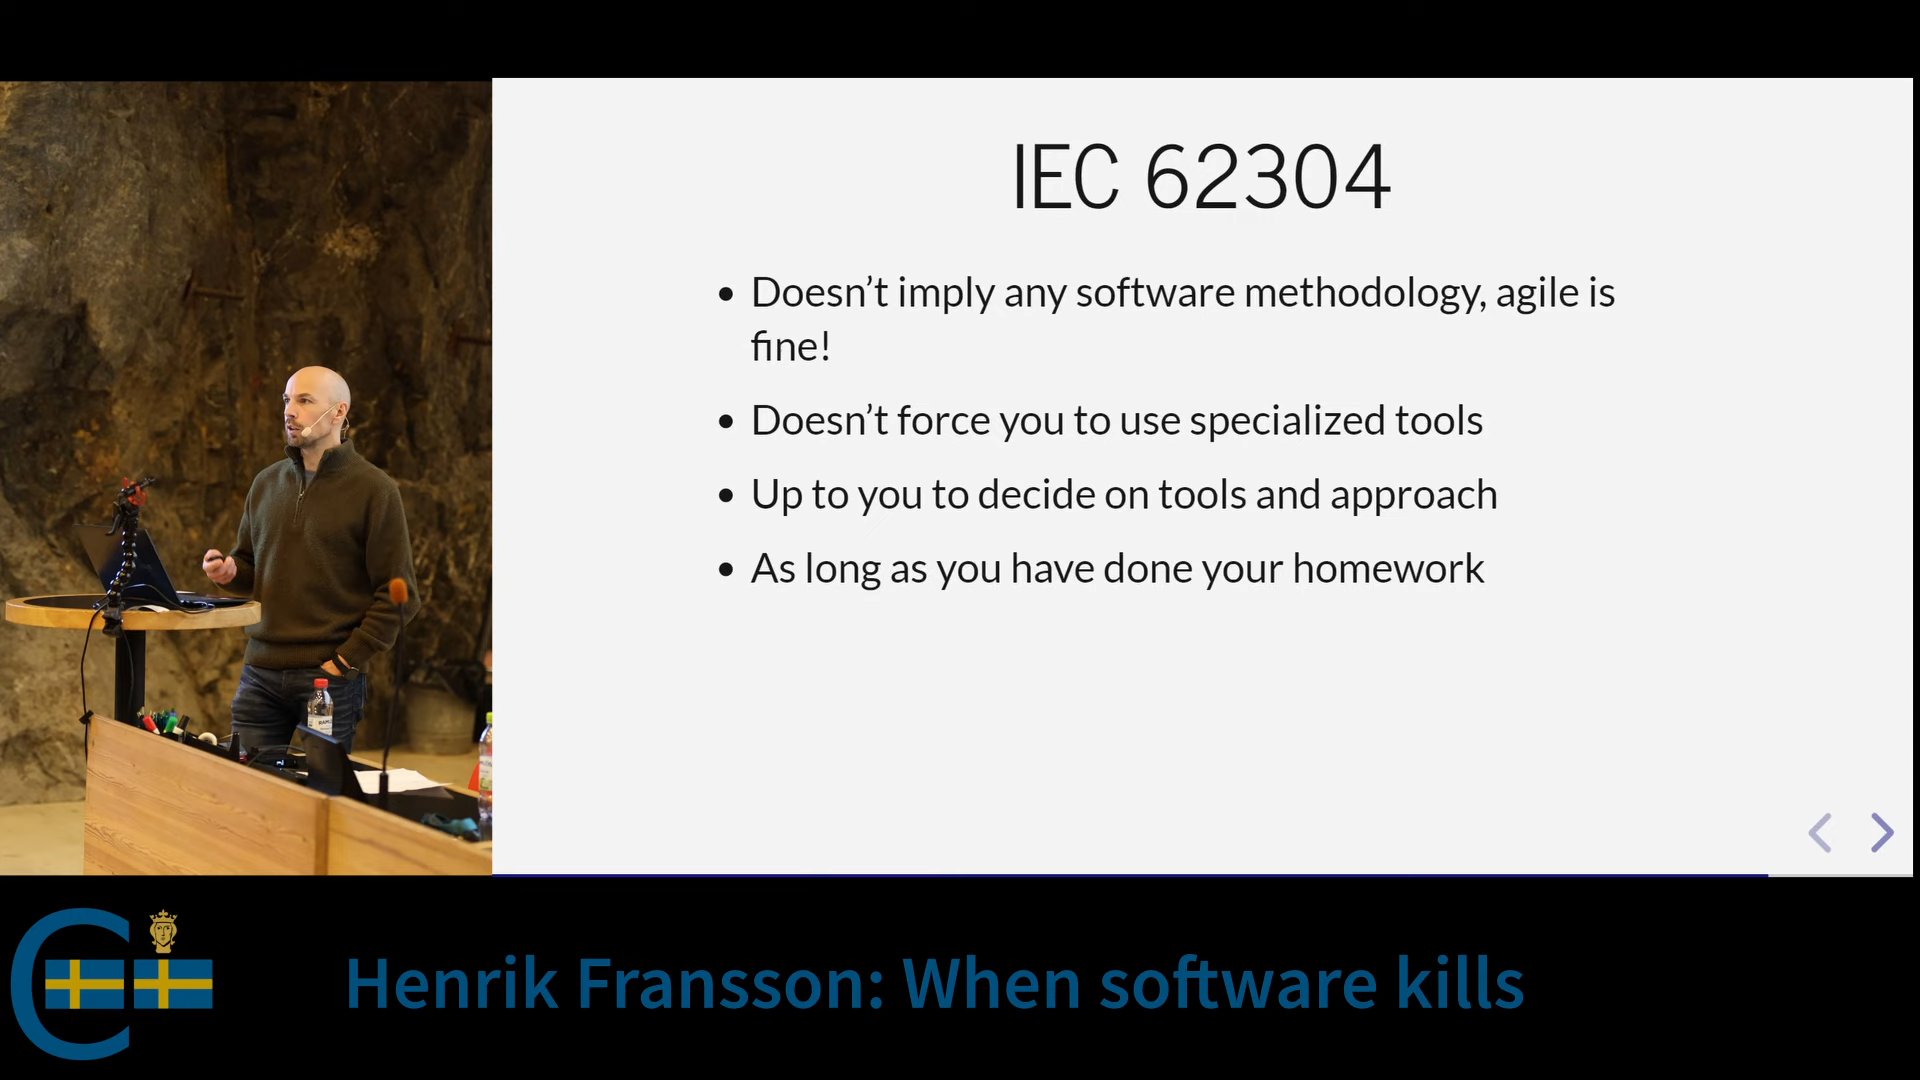 IEC 62304
• Doesn’t imply any software methodology, agile is
fine!
• Doesn’t force you to use specialized tools
• Up to you to decide on tools and approach
• As long as you have done your homework
Henrik Fransson: When software kills